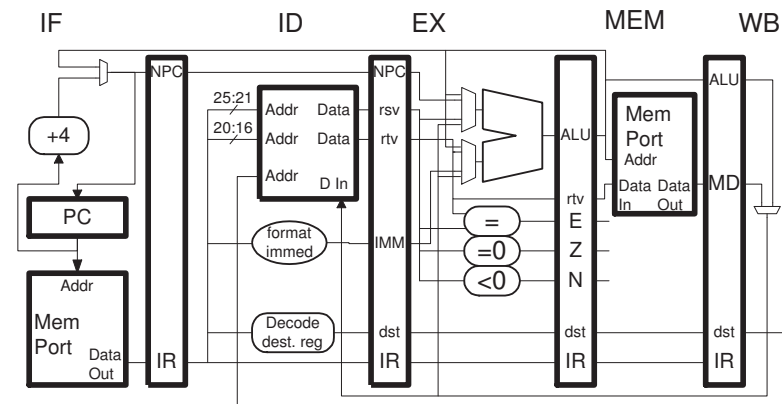 IF ID EX MEM WB
NPC
NPC
ALU
25:21
20:16
Addr Data
Addr Data
Addr
D In
rsv
rtv
+4
PC
ALU
Mem
Port
Addr
Data
In
Data
Out
MD
rtv
format
immed
IMM
=
E
=0
Z
<0
N
Addr
Mem
Port
Data
Out
Decode
dest. reg
dst
dst
dst
IR
IR
IR
IR